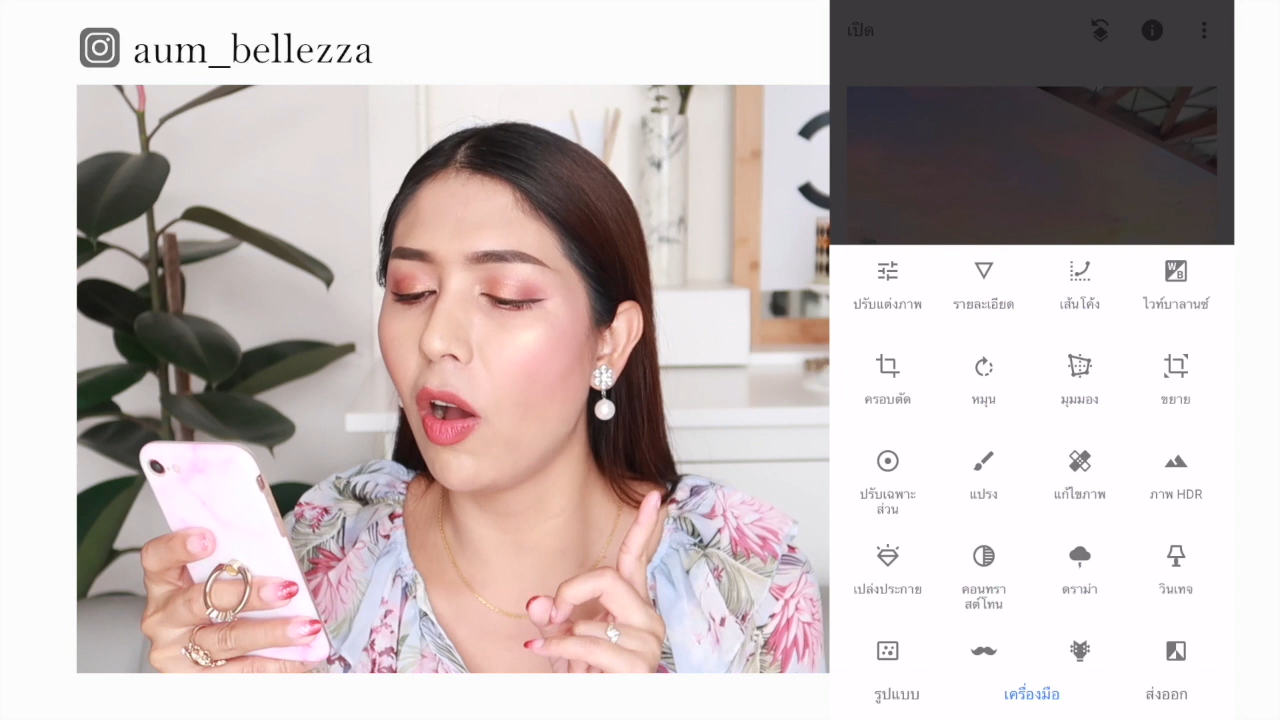 aum_bellezza
เปิด
ปรับแต่งภาพ
รายละเอียด
เส้นโค้ง
ไวท์บาลานซ์
WB
ครอบตัด
หมุน
มุมมอง
ขยาย
ปรับเฉพาะ
ส่วน
แปรง
แก้ไขภาพ
ภาพ HDR
เปล่งประกาย
คอนทรา
สต์โทน
ดราม่า
วินเทจ
รูปแบบ
เครื่องมือ
ส่งออก